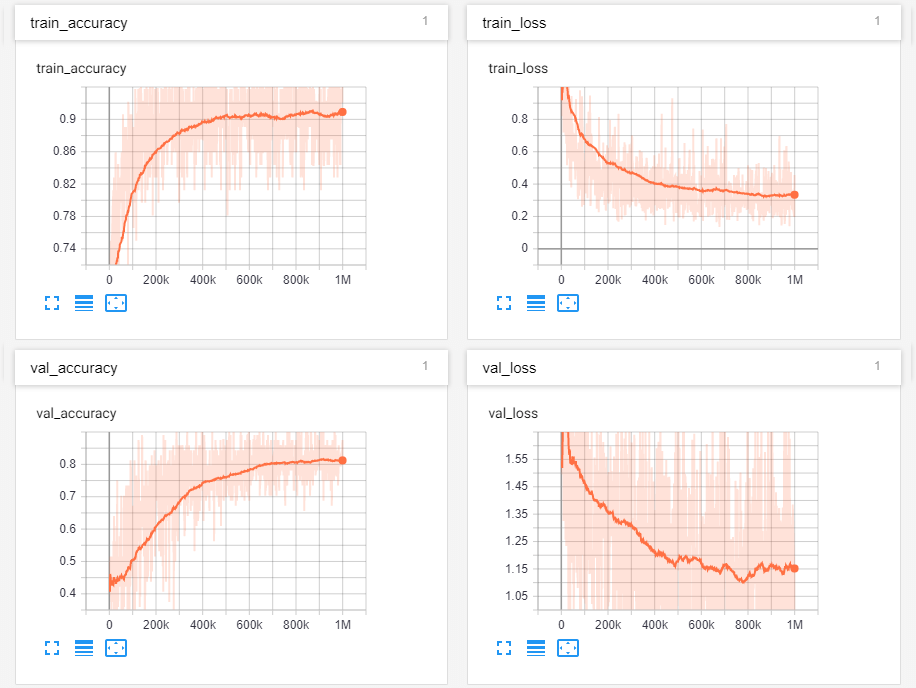 train_accuracy 1
train_accuracy
0.9
0.86
0.82
0.78
0.74
0 200k 400k 600k 800k 1M
train_loss 1
train_loss
0.8
0.6
0.4
0.2
0
0 200k 400k 600k 800k 1M
val_accuracy 1
val_accuracy
0.8
0.7
0.6
0.5
0.4
0 200k 400k 600k 800k 1M
val_loss 1
val_loss
1.55
1.45
1.35
1.25
1.15
1.05
0 200k 400k 600k 800k 1M